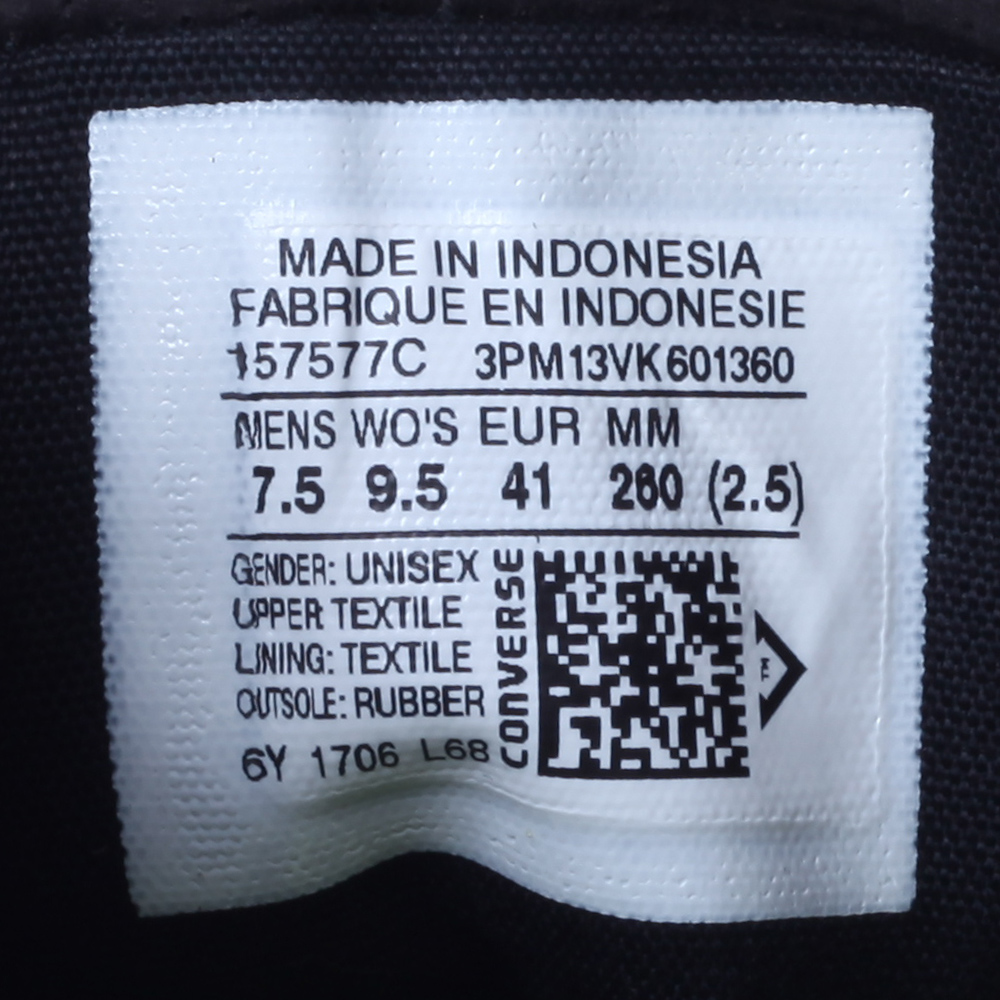 MADE IN INDONESIA
FABRIQUE EN INDONESIE
157577C 3PM13VK601360
MENS WO'S EUR MM
7.5 9.5 41 260 (2.5)
GENDER: UNISEX
UPPER TEXTILE
LINING: TEXTILE
OUTSOLE: RUBBER
6Y 1706 L68
CONVERSE
TM